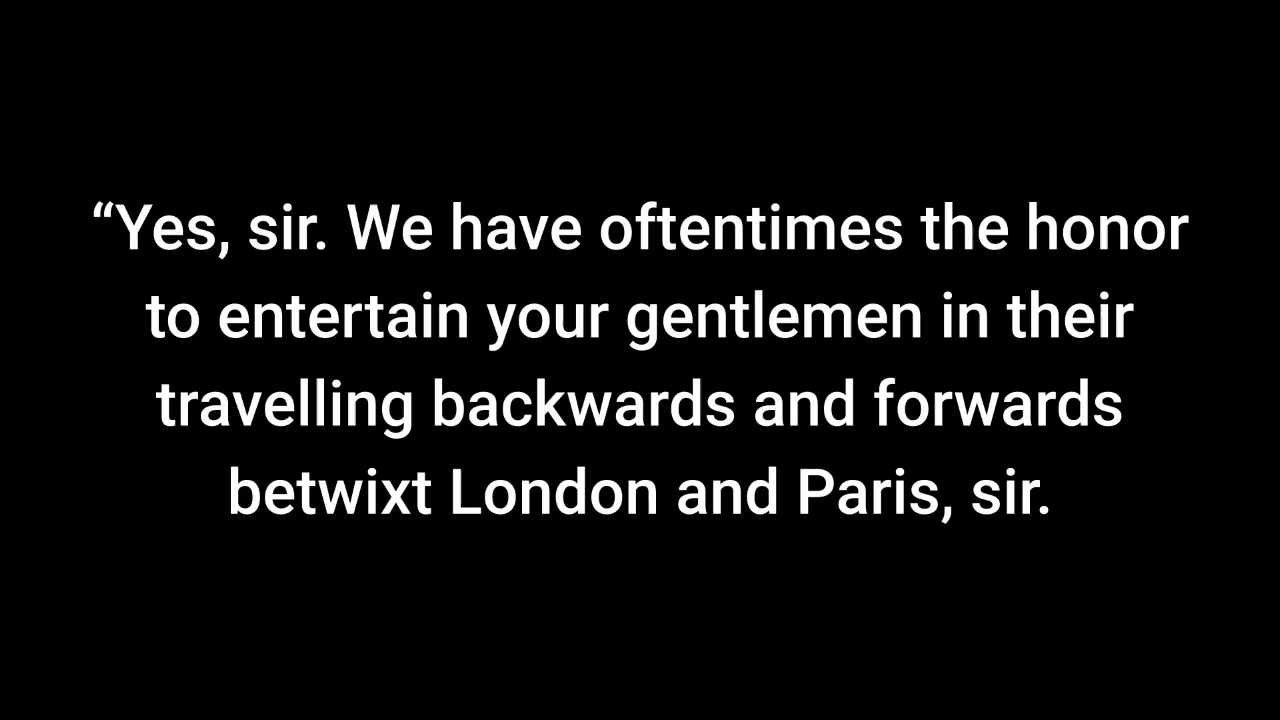 “Yes, sir. We have oftentimes the honor
to entertain your gentlemen in their
travelling backwards and forwards
betwixt London and Paris, sir.